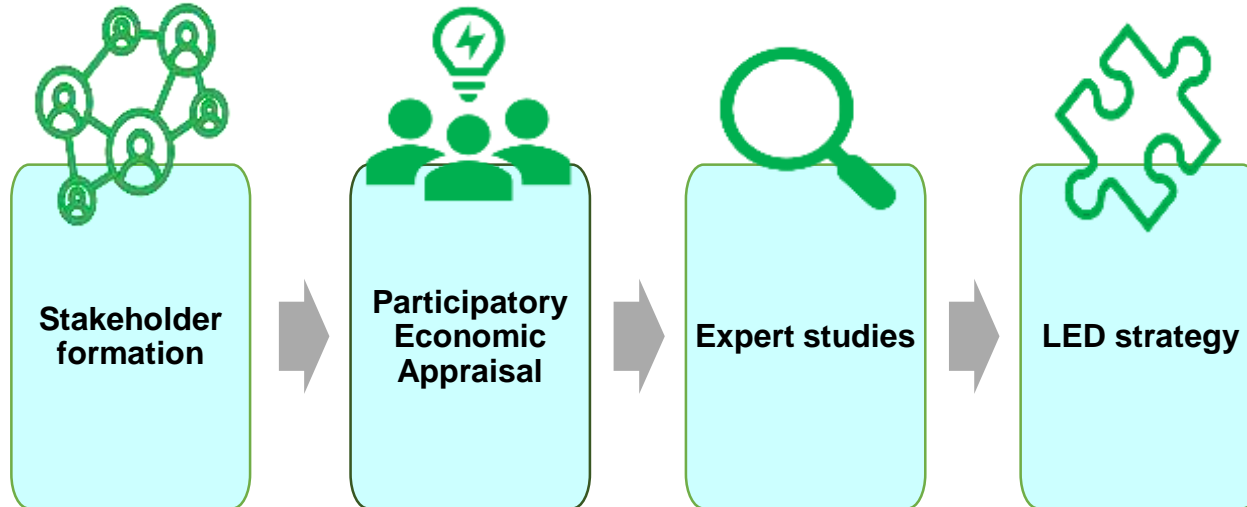 Stakeholder
formation
Participatory
Economic
Appraisal
Expert studies
LED strategy